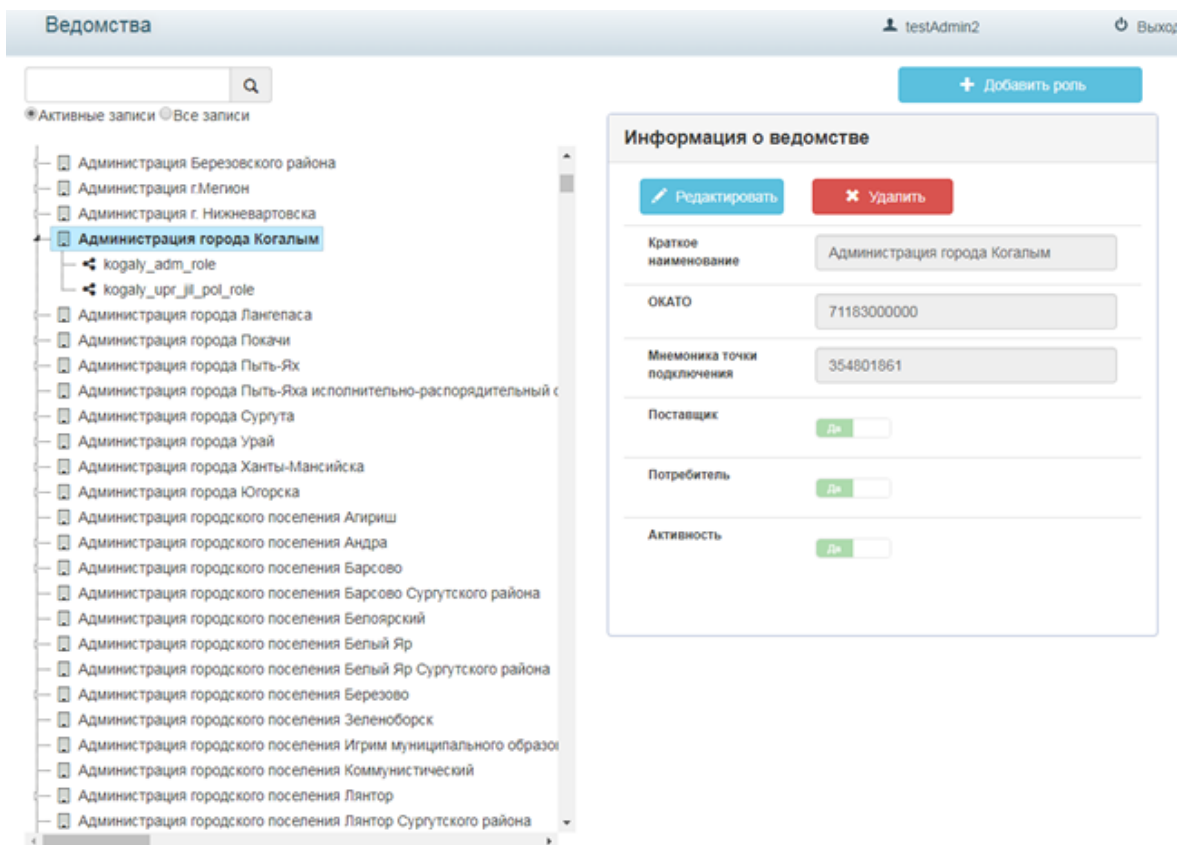 Ведомства
testAdmin2
Выход
Активные записи Все записи
Добавить роль
Администрация Березовского района
Администрация г.Мегион
Администрация г. Нижневартовска
Администрация города Когалым
kogaly_adm_role
kogaly_upr_jil_pol_role
Администрация города Лангепаса
Администрация города Покачи
Администрация города Пыть-Ях
Администрация города Пыть-Яха исполнительно-распорядительный
Администрация города Сургута
Администрация города Урай
Администрация города Ханты-Мансийска
Администрация города Югорска
Администрация городского поселения Агириш
Администрация городского поселения Андра
Администрация городского поселения Барсово
Администрация городского поселения Барсово Сургутского района
Администрация городского поселения Белоярский
Администрация городского поселения Белый Яр
Администрация городского поселения Белый Яр Сургутского района
Администрация городского поселения Березово
Администрация городского поселения Зеленоборск
Администрация городского поселения Игрим муниципального образо
Администрация городского поселения Коммунистический
Администрация городского поселения Лянтор
Администрация городского поселения Лянтор Сургутского района
Информация о ведомстве
Редактировать
Удалить
Краткое
наименование
Администрация города Когалым
ОКАТО
71183000000
Мнемоника точки
подключения
354801861
Поставщик
Да
Потребитель
Да
Активность
Да